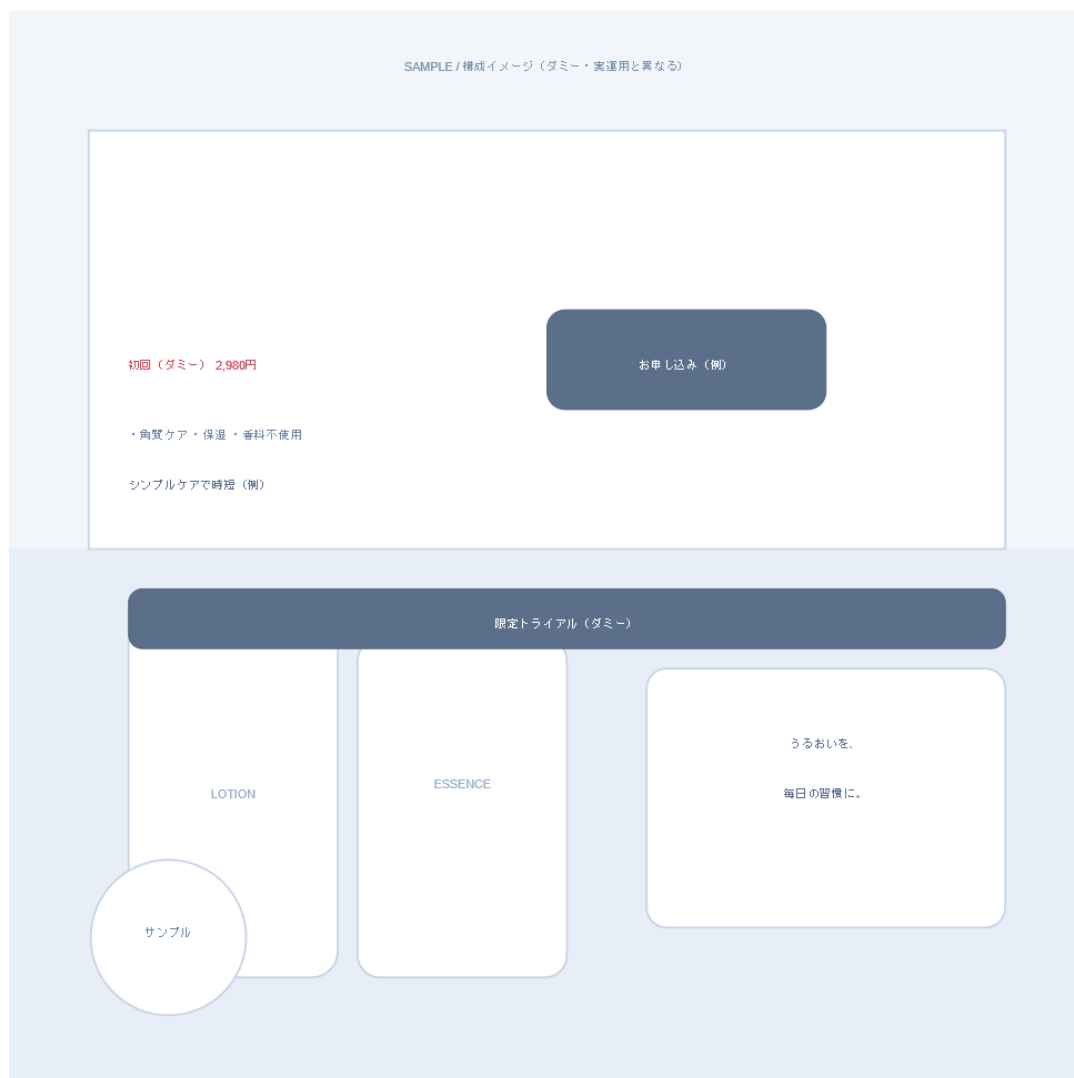 SAMPLE / 構成イメージ（ダミー・実運用と異なる）
初回（ダミー） 2,980円
お申し込み（例）
・角質ケア ・保湿 ・香料不使用
シンプルケアで時短（例）
限定トライアル（ダミー）
うるおいを、
毎日の習慣に。
ESSENCE
LOTION
サンプル